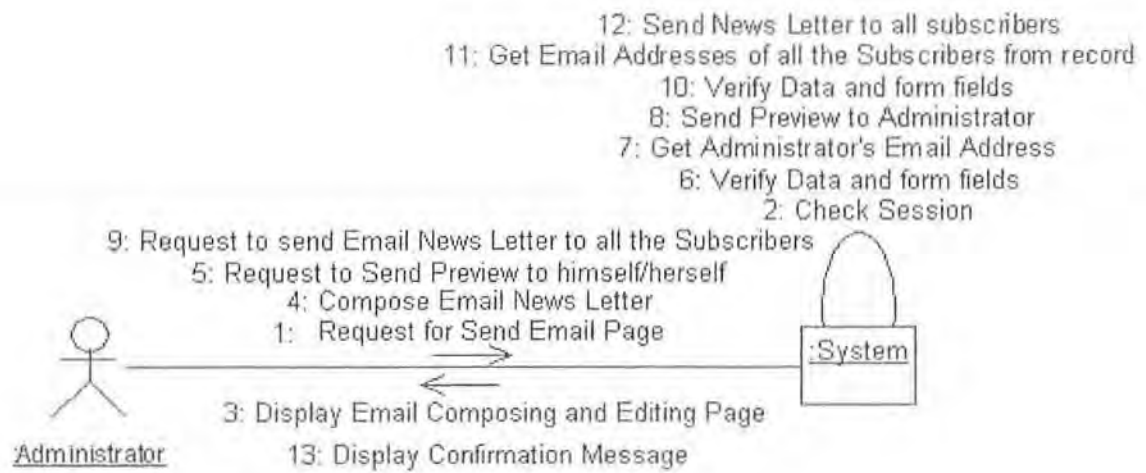 12: Send News Letter to all subscribers
11: Get Email Addresses of all the Subscribers from record
10: Verify Data and form fields
8: Send Preview to Administrator
7: Get Administrator's Email Address
6: Verify Data and form fields
2: Check Session
9: Request to send Email News Letter to all the Subscribers
5: Request to Send Preview to himself/herself
4: Compose Email News Letter
1: Request for Send Email Page
:System
3: Display Email Composing and Editing Page
:Administrator
13: Display Confirmation Message